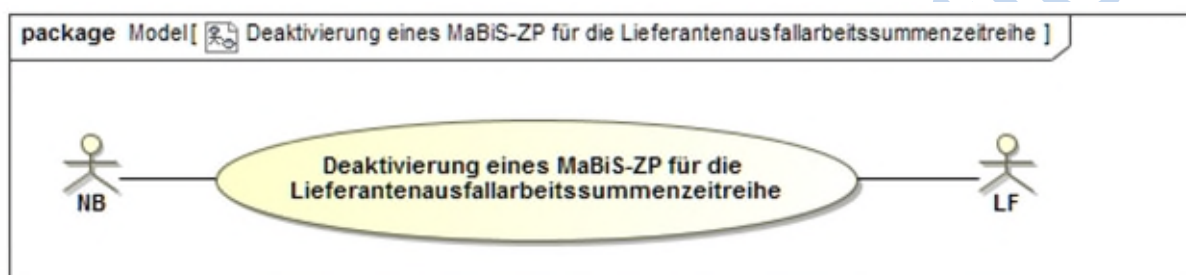 package Model[ Deaktivierung eines MaBiS-ZP für die Lieferantenausfallarbeitssummenzeitreihe ]
Deaktivierung eines MaBiS-ZP für die
Lieferantenausfallarbeitssummenzeitreihe
NB
LF